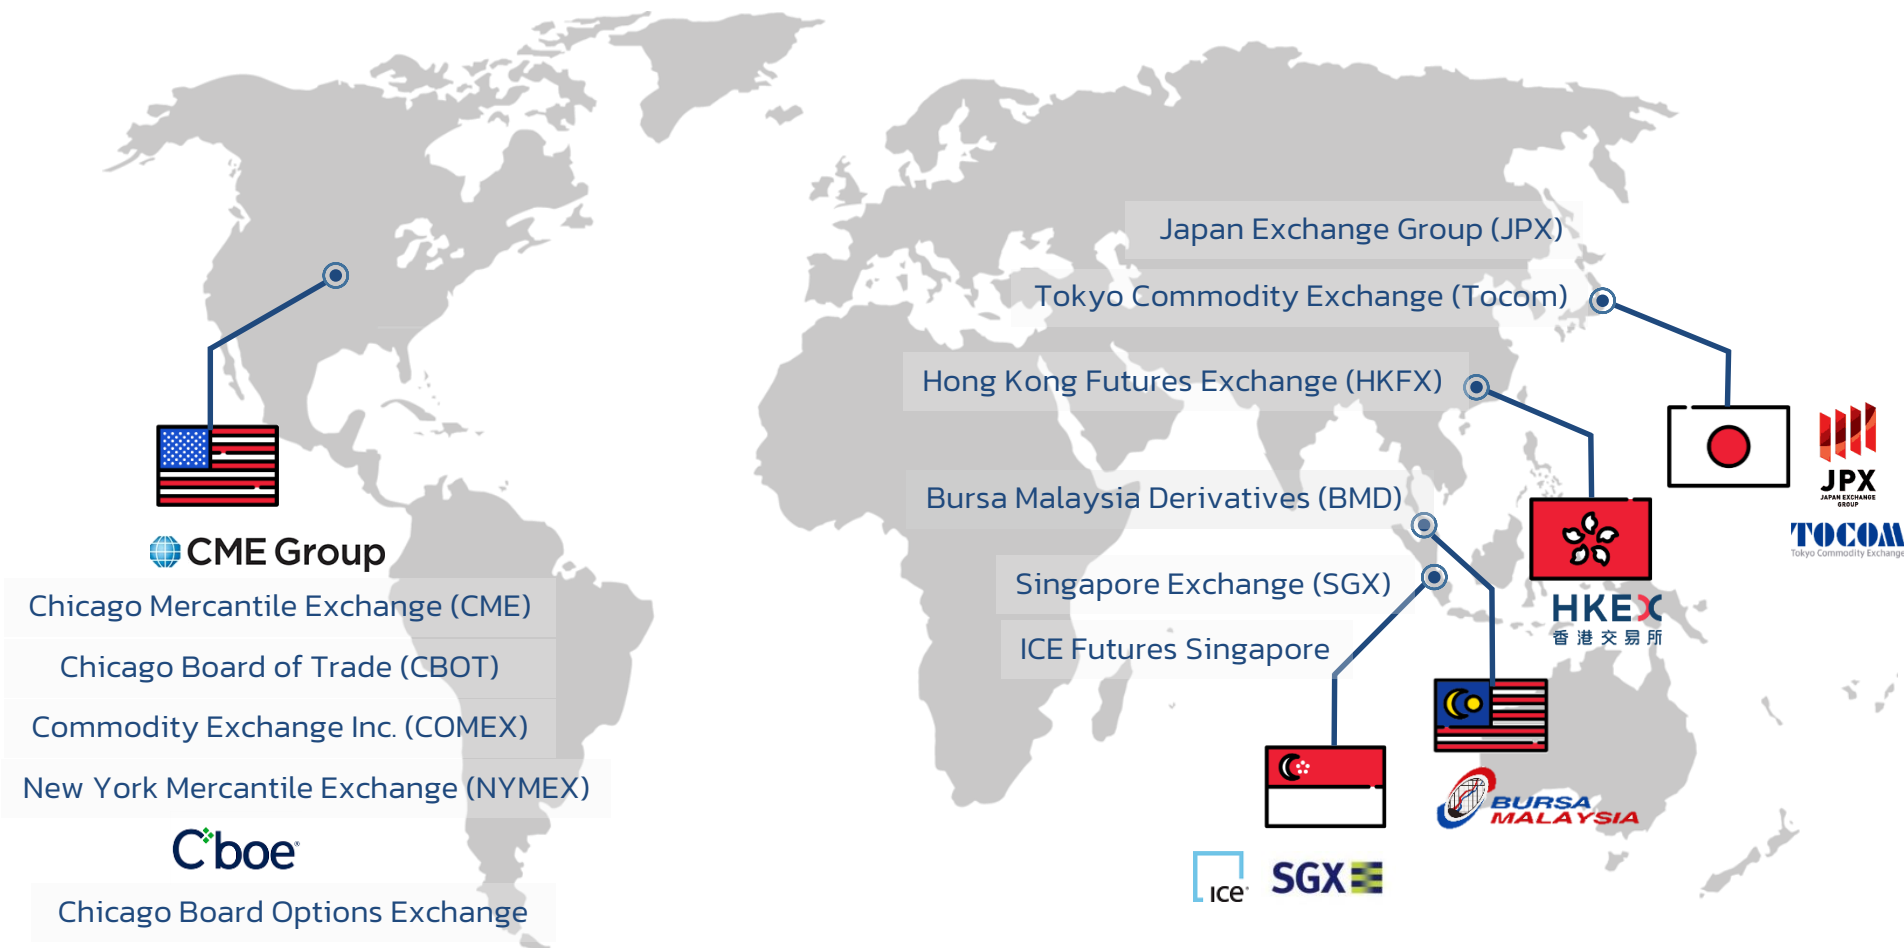 Japan Exchange Group (JPX)
Tokyo Commodity Exchange (Tocom)
Hong Kong Futures Exchange (HKFX)
Bursa Malaysia Derivatives (BMD)
Singapore Exchange (SGX)
ICE Futures Singapore
JPX
JAPAN EXCHANGE
GROUP
TOCOM
Tokyo Commodity Exchange
HKEX
香港交易所
BURSA
MALAYSIA
ice
SGX
CME Group
Chicago Mercantile Exchange (CME)
Chicago Board of Trade (CBOT)
Commodity Exchange Inc. (COMEX)
New York Mercantile Exchange (NYMEX)
Cboe
Chicago Board Options Exchange